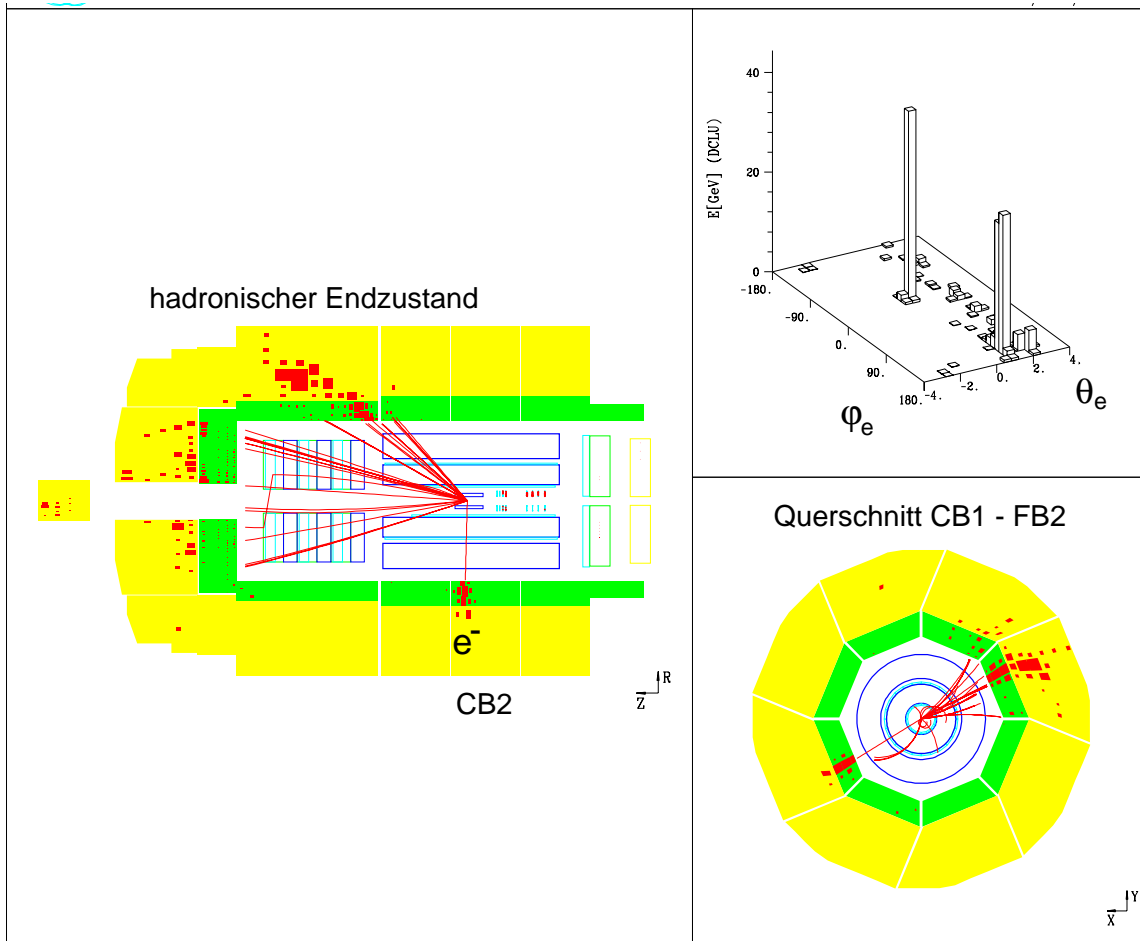 hadronischer Endzustand
e-
CB2
R
Z
E[GeV] (DCLU)
40
20
0
-180.
-90.
0.
90.
180.
-4.
-2.
0.
2.
4.
φe
θe
Querschnitt CB1 - FB2
Y
X